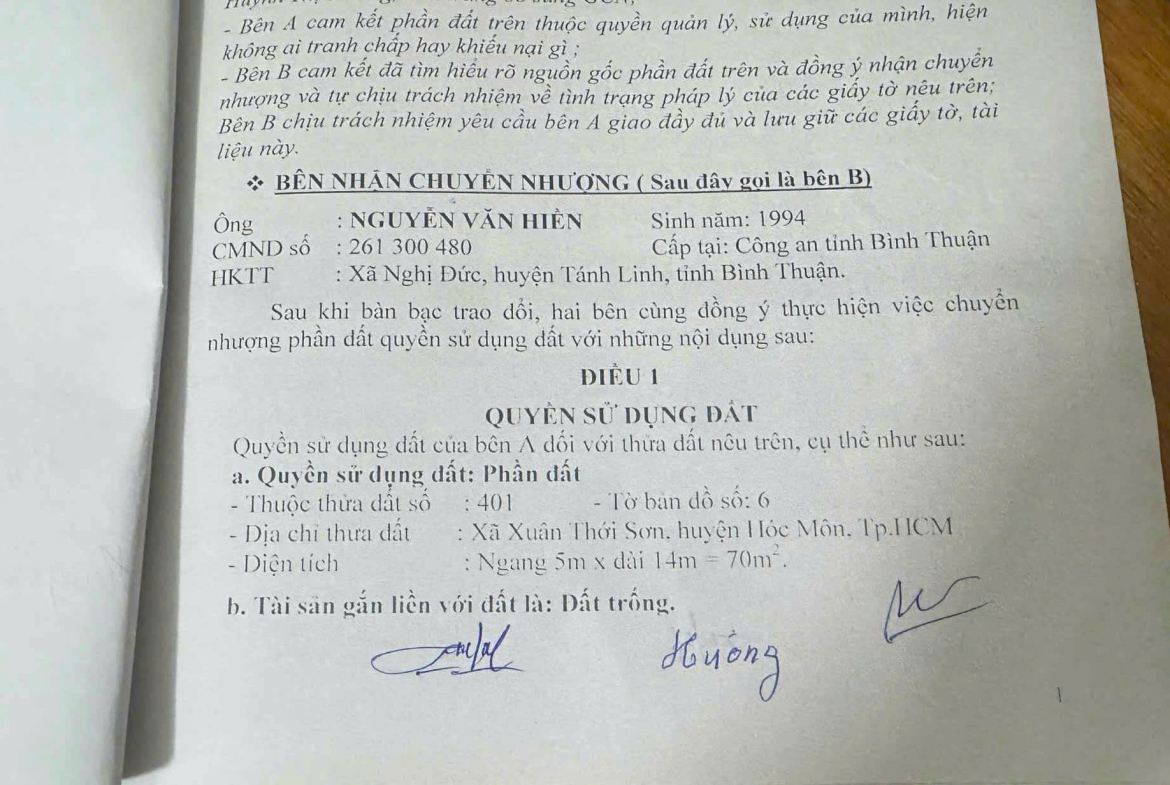 - Bên A cam kết phần đất trên thuộc quyền quản lý, sử dụng của mình, hiện
không ai tranh chấp hay khiếu nại gì ;
- Bên B cam kết đã tìm hiểu rõ nguồn gốc phần đất trên và đồng ý nhận chuyển
nhượng và tự chịu trách nhiệm về tình trạng pháp lý của các giấy tờ nêu trên;
Bên B chịu trách nhiệm yêu cầu bên A giao đầy đủ và lưu giữ các giấy tờ, tài
liệu này.
❖ BÊN NHẬN CHUYỂN NHƯỢNG ( Sau đây gọi là bên B)
Ông : NGUYỄN VĂN HIỀN Sinh năm: 1994
CMND số : 261 300 480 Cấp tại: Công an tỉnh Bình Thuận
HKTT : Xã Nghị Đức, huyện Tánh Linh, tỉnh Bình Thuận.
Sau khi bàn bạc trao đổi, hai bên cùng đồng ý thực hiện việc chuyển
nhượng phần đất quyền sử dụng đất với những nội dụng sau:
ĐIỀU 1
QUYỀN SỬ DỤNG ĐẤT
Quyền sử dụng đất của bên A đối với thửa đất nêu trên, cụ thể như sau:
a. Quyền sử dụng đất: Phần đất
- Thuộc thửa đất số : 401 - Tờ bản đồ số: 6
- Địa chỉ thửa đất : Xã Xuân Thới Sơn, huyện Hóc Môn, Tp.HCM
- Diện tích : Ngang 5m x dài 14m = 70m².
b. Tài sản gắn liền với đất là: Đất trống.
Hường
1